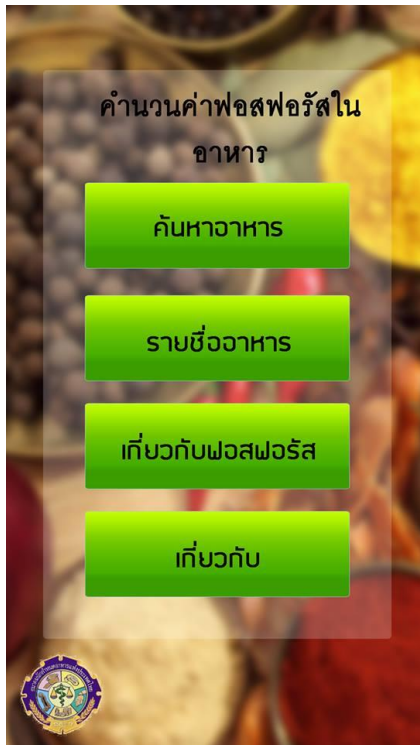 คำนวนค่าฟอสฟอรัสใน
อาหาร
ค้นหาอาหาร
รายชื่ออาหาร
เกี่ยวกับฟอสฟอรัส
เกี่ยวกับ